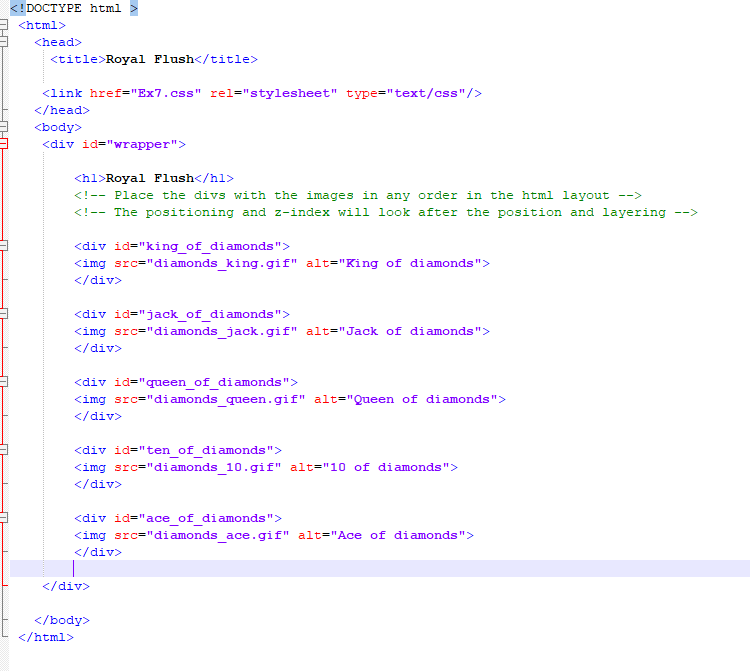 <!DOCTYPE html >
<html>
<head>
<title>Royal Flush</title>
<link href="Ex7.css" rel="stylesheet" type="text/css"/>
</head>
<body>
<div id="wrapper">
<h1>Royal Flush</h1>
<!-- Place the divs with the images in any order in the html layout -->
<!-- The positioning and z-index will look after the position and layering -->
<div id="king_of_diamonds">
<img src="diamonds_king.gif" alt="King of diamonds">
</div>
<div id="jack_of_diamonds">
<img src="diamonds_jack.gif" alt="Jack of diamonds">
</div>
<div id="queen_of_diamonds">
<img src="diamonds_queen.gif" alt="Queen of diamonds">
</div>
<div id="ten_of_diamonds">
<img src="diamonds_10.gif" alt="10 of diamonds">
</div>
<div id="ace_of_diamonds">
<img src="diamonds_ace.gif" alt="Ace of diamonds">
</div>
</div>
</body>
</html>